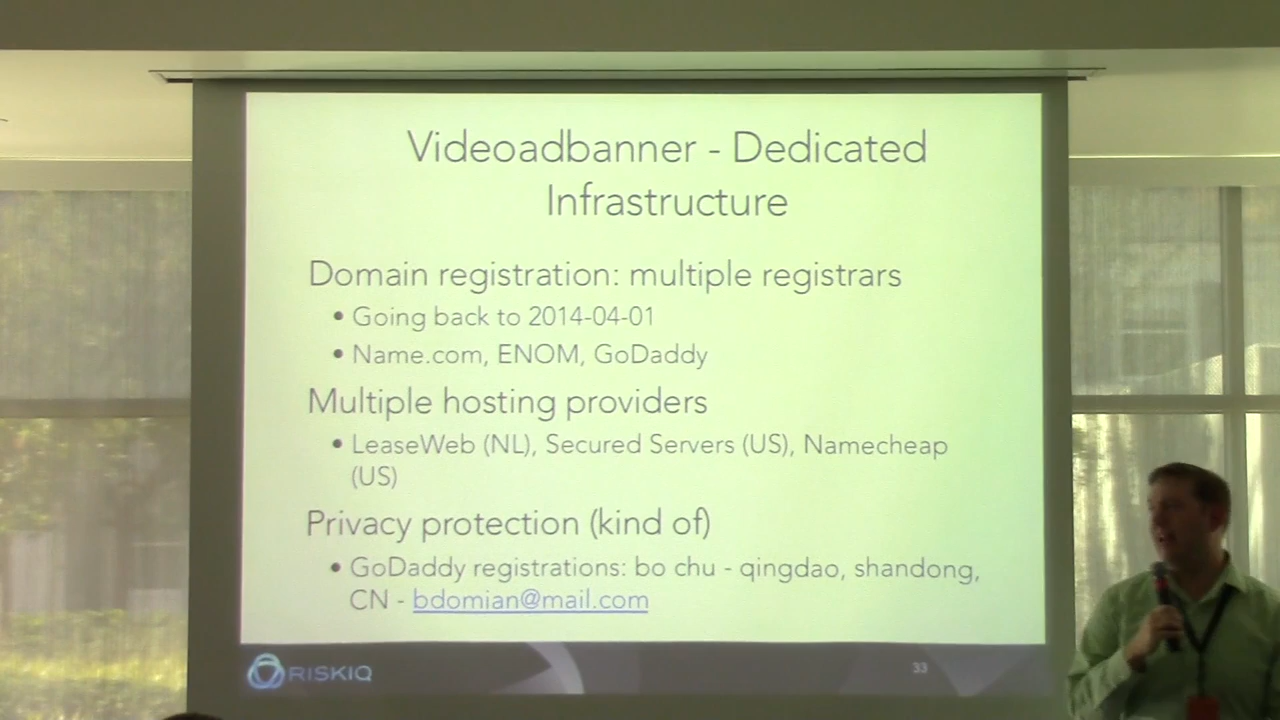 Videoadbanner - Dedicated
Infrastructure
Domain registration: multiple registrars
• Going back to 2014-04-01
• Name.com, ENOM, GoDaddy
Multiple hosting providers
• LeaseWeb (NL), Secured Servers (US), Namecheap
(US)
Privacy protection (kind of)
• GoDaddy registrations: bo chu - qingdao, shandong,
CN - bdomian@mail.com
RISKIQ
33